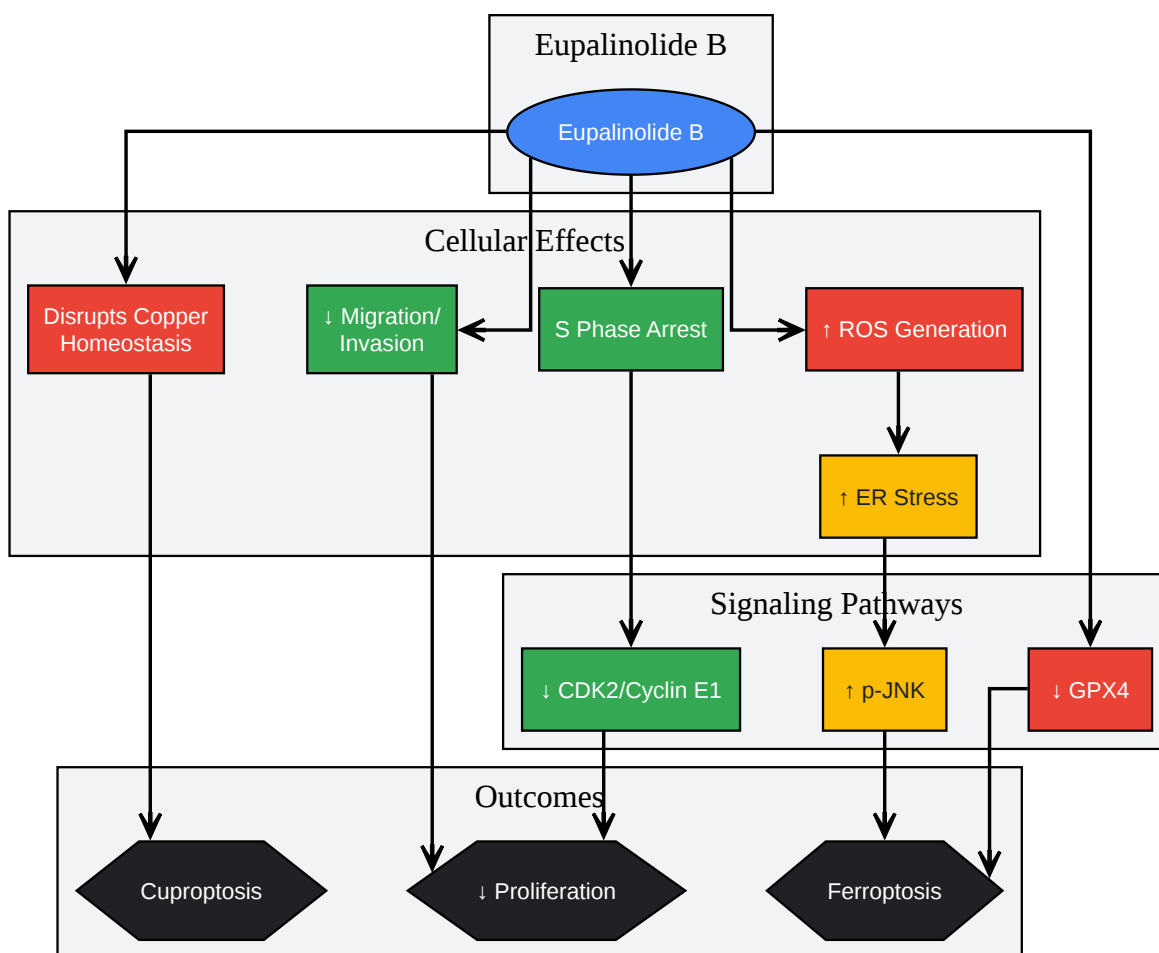 Eupalinolide B
Eupalinolide B
Cellular Effects
Disrupts Copper
Homeostasis
↓ Migration/
Invasion
S Phase Arrest
↑ ROS Generation
↑ ER Stress
Signaling Pathways
↓ CDK2/Cyclin E1
↑ p-JNK
↓ GPX4
Outcomes
Cuproptosis
↓ Proliferation
Ferroptosis